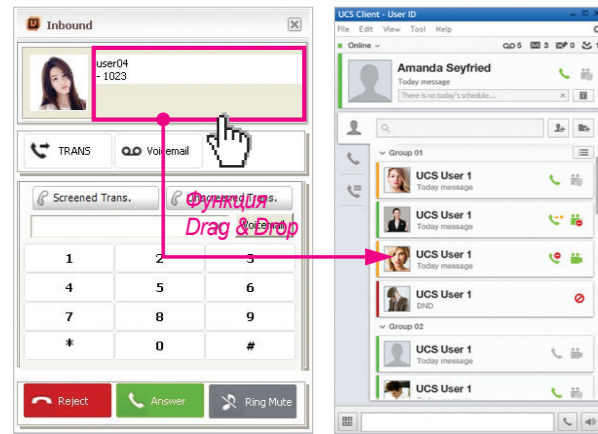 Inbound
user04
- 1023
TRANS
Voicemail
Screened Trans.
Unscreened Trans.
Voicemail
Функция
Drag & Drop
1 2 3
4 5 6
7 8 9
* 0 #
Reject
Answer
Ring Mute
UCS Client - User ID
File Edit View Tool Help
Online
5 3 0 1
Amanda Seyfried
Today message
There is no today's schedule....
Group 01
UCS User 1
Today message
UCS User 1
Today message
UCS User 1
Today message
UCS User 1
DND
Group 02
UCS User 1
Today message
UCS User 1